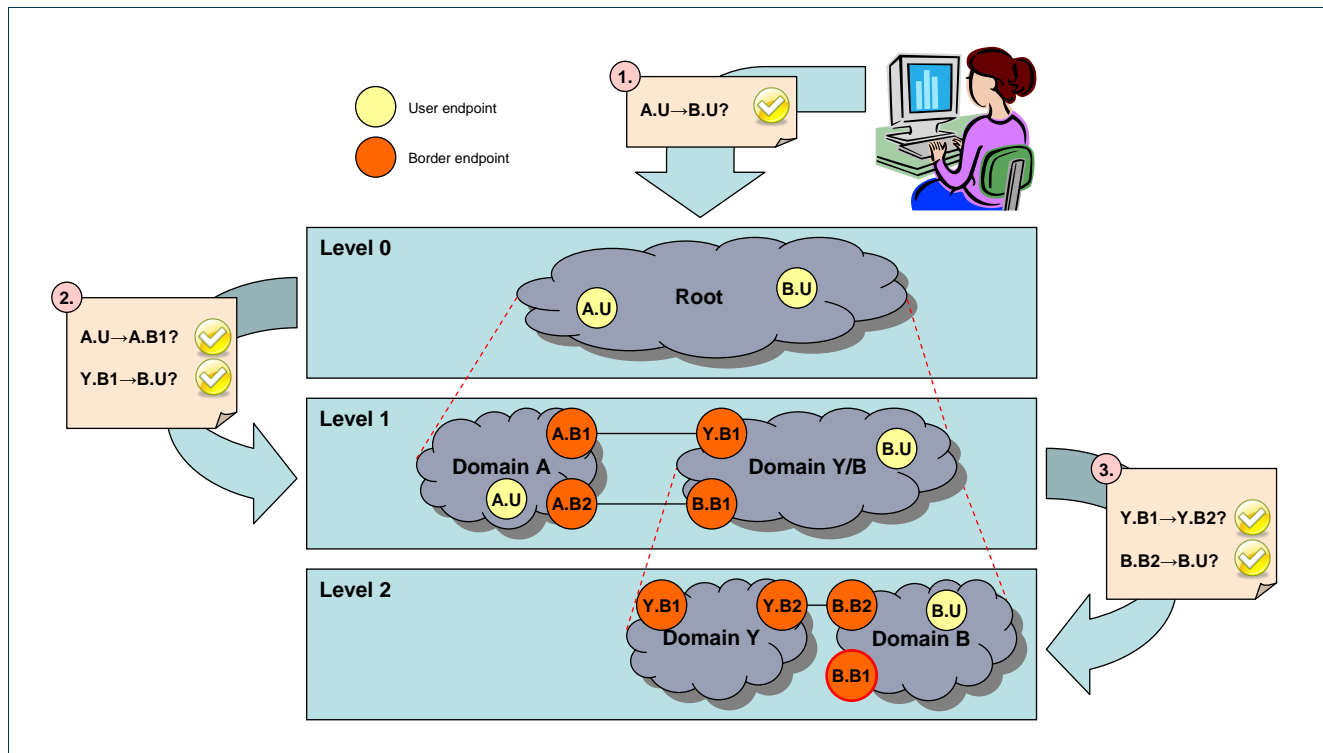 1.
A.U→B.U?
User endpoint
Border endpoint
Level 0
Root
A.U
B.U
2.
A.U→A.B1?
Y.B1→B.U?
Level 1
A.B1
Y.B1
Domain A
Domain Y/B
B.U
A.U
A.B2
B.B1
3.
Y.B1→Y.B2?
B.B2→B.U?
Level 2
Y.B1
Y.B2
B.B2
B.U
Domain Y
Domain B
B.B1